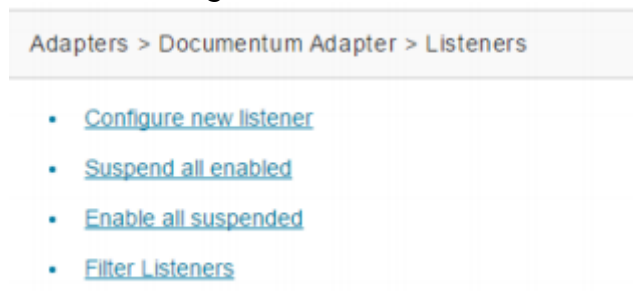 Adapters > Documentum Adapter > Listeners
• Configure new listener
• Suspend all enabled
• Enable all suspended
• Filter Listeners